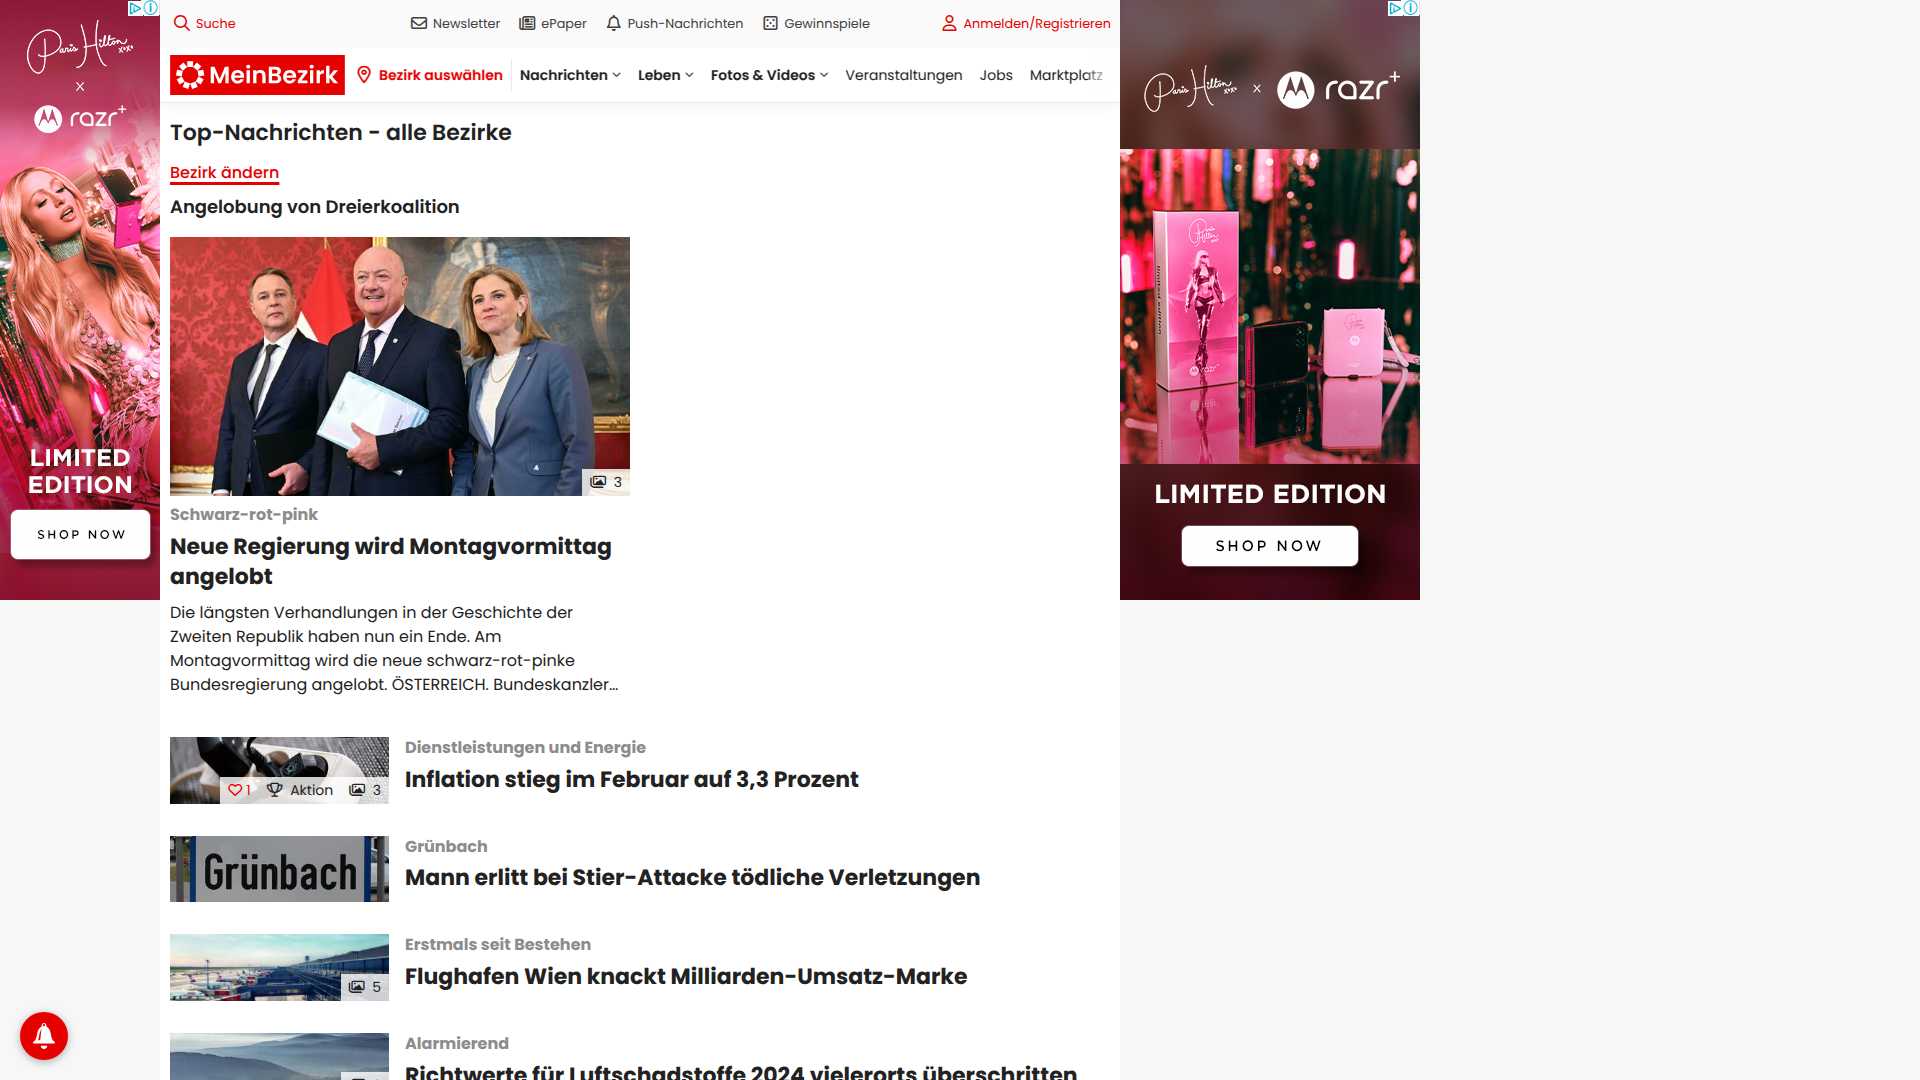 Paris Hilton xoxo
x
razr+
LIMITED
EDITION
SHOP NOW
Suche
Newsletter
ePaper
Push-Nachrichten
Gewinnspiele
Anmelden/Registrieren
MeinBezirk
Bezirk auswählen
Nachrichten
Leben
Fotos & Videos
Veranstaltungen
Jobs
Marktplatz
Top-Nachrichten - alle Bezirke
Bezirk ändern
Angelobung von Dreierkoalition
3
Schwarz-rot-pink
Neue Regierung wird Montagvormittag
angelobt
Die längsten Verhandlungen in der Geschichte der
Zweiten Republik haben nun ein Ende. Am
Montagvormittag wird die neue schwarz-rot-pinke
Bundesregierung angelobt. ÖSTERREICH. Bundeskanzler...
1 Aktion 3
Dienstleistungen und Energie
Inflation stieg im Februar auf 3,3 Prozent
Grünbach
Grünbach
Mann erlitt bei Stier-Attacke tödliche Verletzungen
5
Erstmals seit Bestehen
Flughafen Wien knackt Milliarden-Umsatz-Marke
Alarmierend
Richtwerte für Luftschadstoffe 2024 vielerorts überschritten
Paris Hilton xoxo x razr+
Paris Hilton
razr+
LIMITED EDITION
SHOP NOW